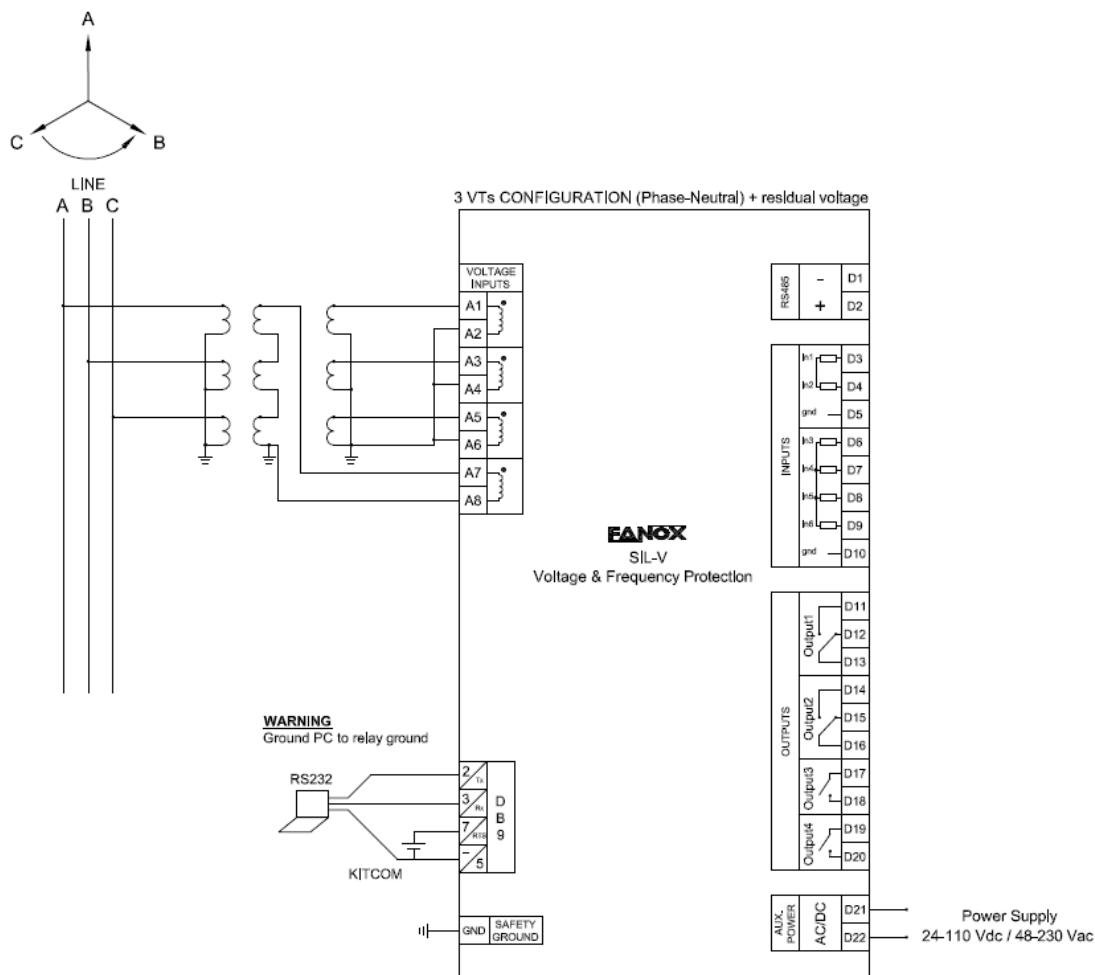 A
C
B
LINE
A B C
3 VTs CONFIGURATION (Phase-Neutral) + residual voltage
VOLTAGE
INPUTS
A1
A2
A3
A4
A5
A6
A7
A8
RS485
- D1
+ D2
INPUTS
In1 D3
In2 D4
gnd D5
In3 D6
In4 D7
In5 D8
In6 D9
gnd D10
FANOX
SIL-V
Voltage & Frequency Protection
OUTPUTS
Output1
D11
D12
D13
Output2
D14
D15
D16
Output3
D17
D18
Output4
D19
D20
WARNING
Ground PC to relay ground
RS232
KITCOM
2 Tx
3 Rx
7 RTS
- 5
DB9
GND
SAFETY
GROUND
AUX.
POWER
AC/DC
D21
D22
Power Supply
24-110 Vdc / 48-230 Vac